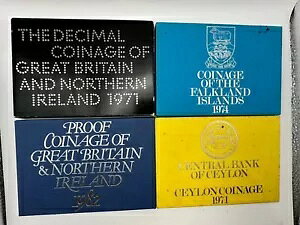 THE DECIMAL
COINAGE OF
GREAT BRITAIN
AND NORTHERN
IRELAND 1971
COINAGE
OF THE
FALKLAND
ISLANDS
1974
PROOF
COINAGE OF
GREAT BRITAIN
& NORTHERN
IRELAND
1982
CENTRAL BANK
OF CEYLON
CEYLON COINAGE
1971